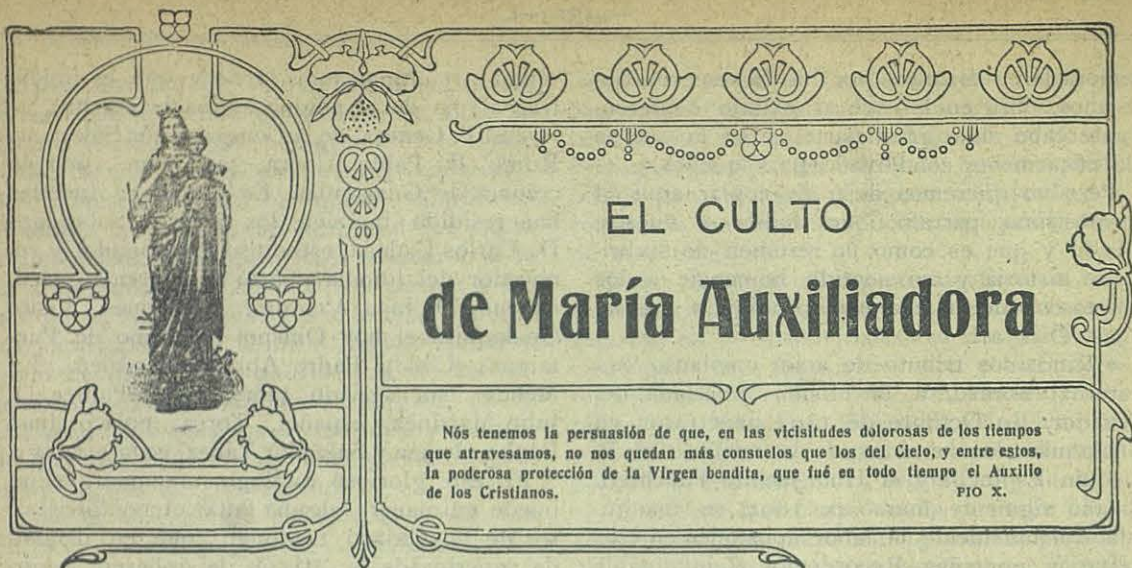 EL CULTO
de María Auxiliadora
Nós tenemos la persuasión de que, en las vicisitudes dolorosas de los tiempos
que atravesamos, no nos quedan más consuelos que los del Cielo, y entre estos,
la poderosa protección de la Virgen bendita, que fué en todo tiempo el Auxilio
de los Cristianos. PIO X.